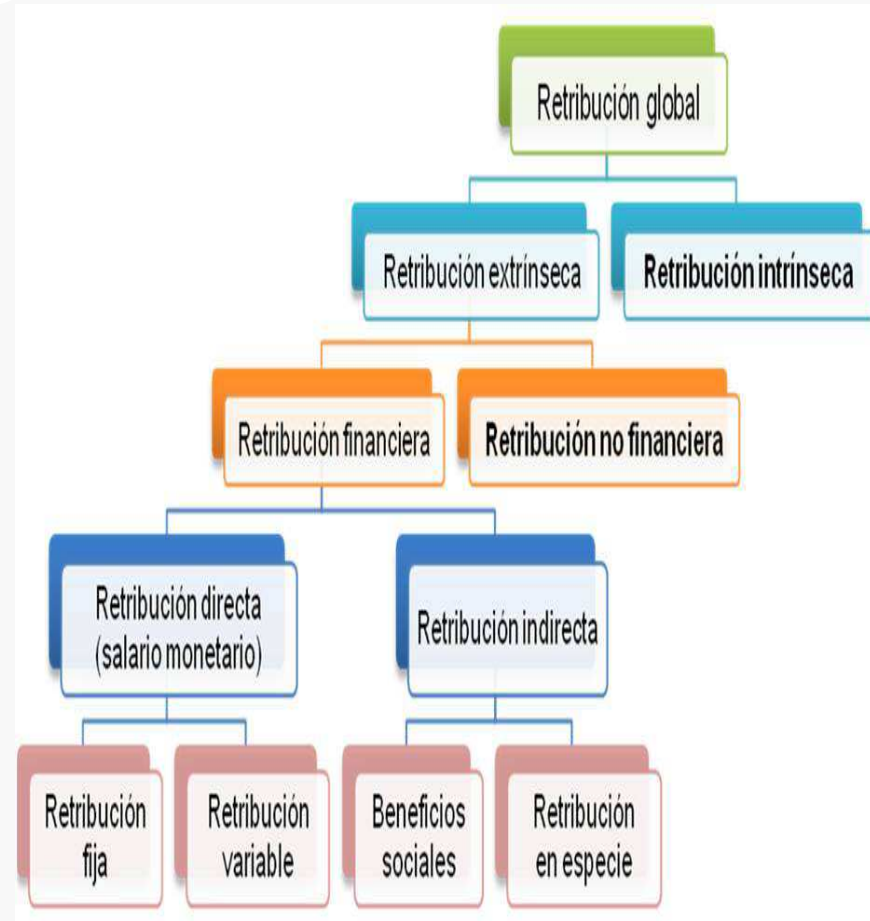 Retribución global
Retribución extrínseca
Retribución intrínseca
Retribución financiera
Retribución no financiera
Retribución directa
(salario monetario)
Retribución indirecta
Retribución
fija
Retribución
variable
Beneficios
sociales
Retribución
en especie